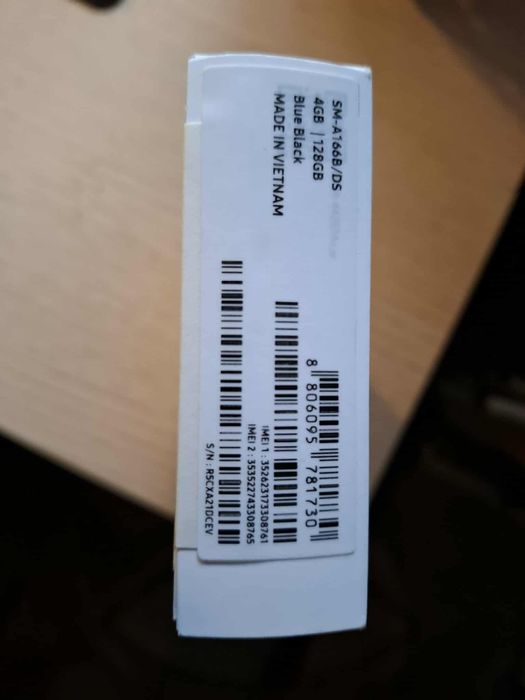 SM-A166B/DS
4GB | 128GB
Blue Black
MADE IN VIETNAM
8 806095 781730
IMEI 1 : 352623173308761
IMEI 2 : 353522743308765
S/N : R5CXA21DCEV